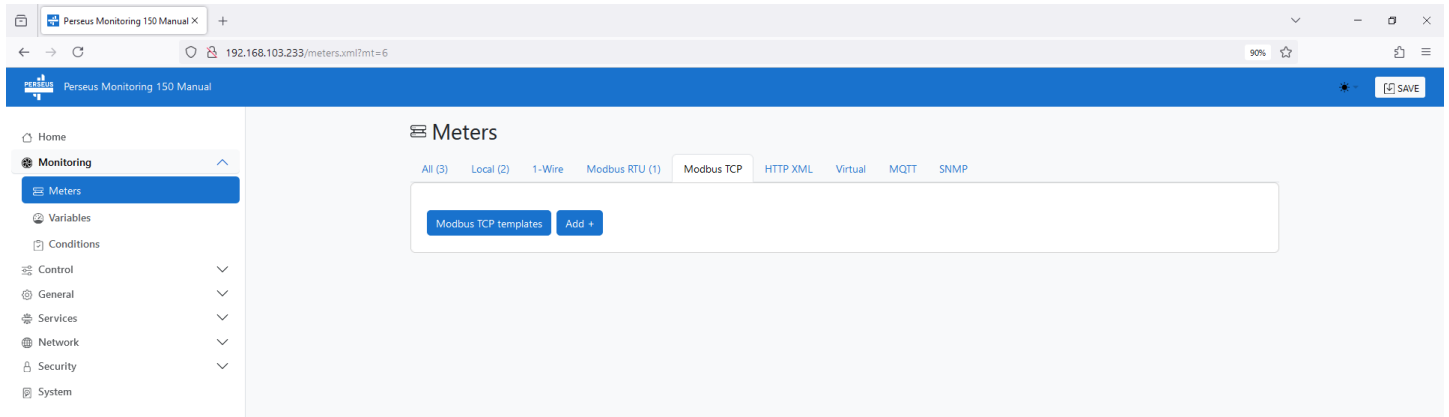 Perseus Monitoring 150 Manual
192.168.103.233/meters.xml?mt=6
90%
PERSEUS
Perseus Monitoring 150 Manual
SAVE
Home
Monitoring
Meters
Variables
Conditions
Control
General
Services
Network
Security
System
Meters
All (3) Local (2) 1-Wire Modbus RTU (1) Modbus TCP HTTP XML Virtual MQTT SNMP
Modbus TCP templates Add +